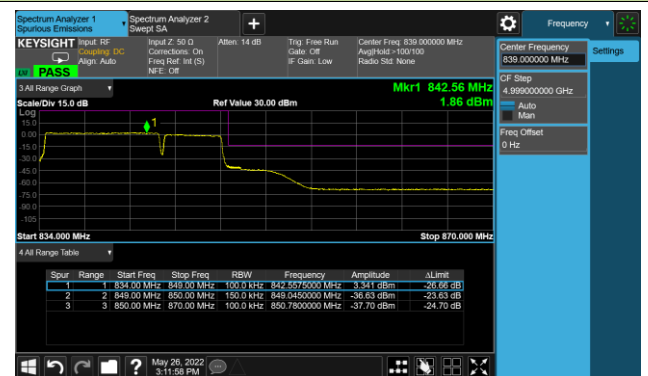 Spectrum Analyzer 1
Spurious Emissions
Spectrum Analyzer 2
Swept SA
+
Frequency
KEYSIGHT
Input: RF
Coupling: DC
Align: Auto
Input Z: 50 Ω
Corrections: On
Freq Ref: Int (S)
NFE: Off
Atten: 14 dB
Trig: Free Run
Gate: Off
IF Gain: Low
Center Freq: 839.000000 MHz
Avg|Hold:>100/100
Radio Std: None
PASS
Center Frequency
839.000000 MHz
Settings
CF Step
4.999000000 GHz
Auto
Man
Freq Offset
0 Hz
3 All Range Graph
Mkr1 842.56 MHz
Scale/Div 15.0 dB
Ref Value 30.00 dBm
1.86 dBm
Log
15.0
0.00
-15.0
-30.0
-45.0
-60.0
-75.0
-90.0
-105
1
Start 834.000 MHz
Stop 870.000 MHz
4 All Range Table
Spur Range Start Freq Stop Freq RBW Frequency Amplitude ΔLimit
1 1 834.00 MHz 849.00 MHz 100.0 kHz 842.5575000 MHz 3.341 dBm -26.66 dB
2 2 849.00 MHz 850.00 MHz 150.0 kHz 849.0450000 MHz -36.63 dBm -23.63 dB
3 3 850.00 MHz 870.00 MHz 100.0 kHz 850.7800000 MHz -37.70 dBm -24.70 dB
?
May 26, 2022
3:11:58 PM